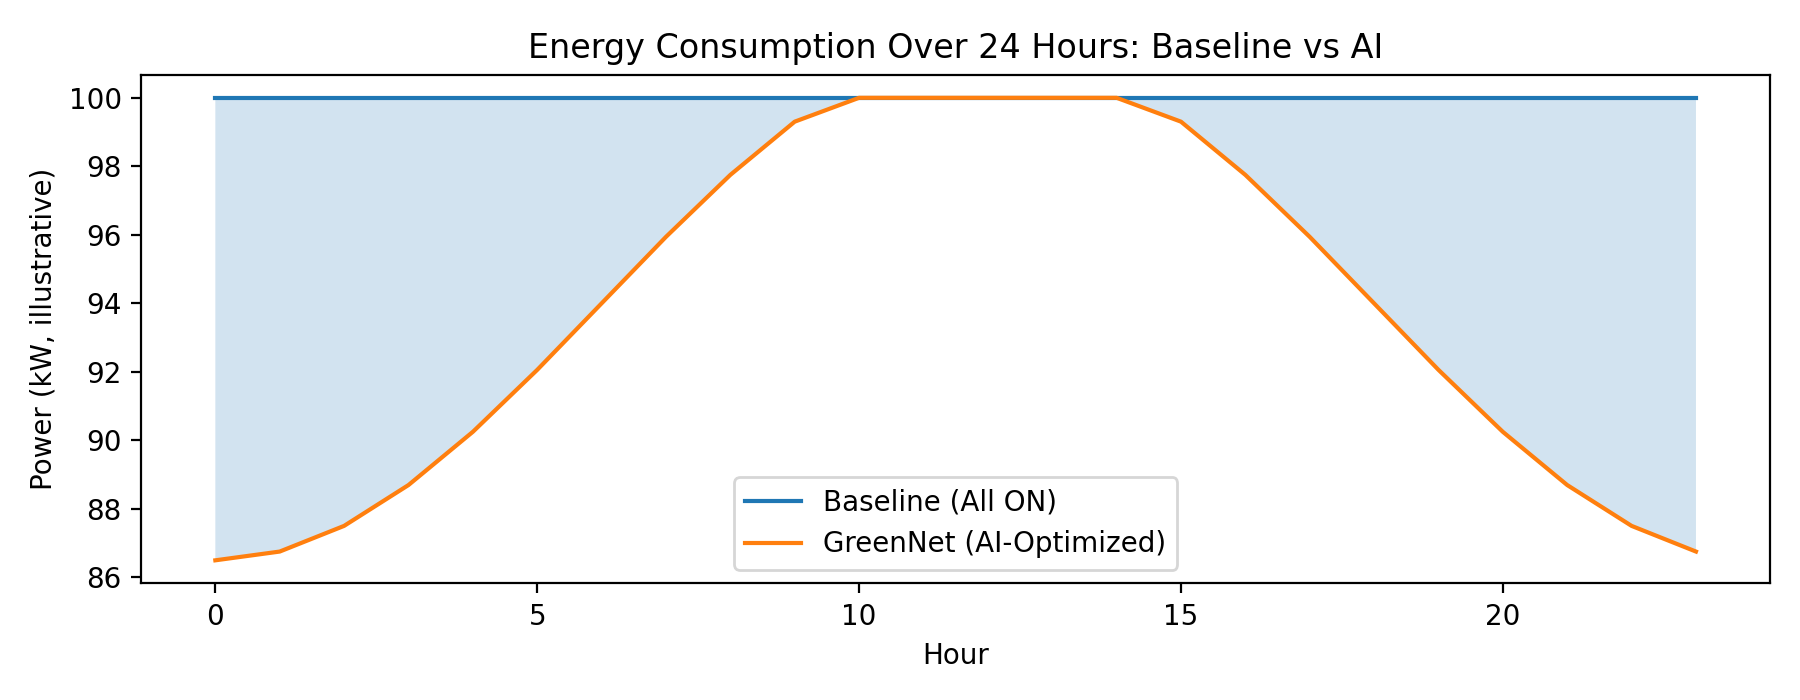 Energy Consumption Over 24 Hours: Baseline vs AI
Power (kW, illustrative)
100
98
96
94
92
90
88
86
Baseline (All ON)
GreenNet (AI-Optimized)
0 5 10 15 20
Hour